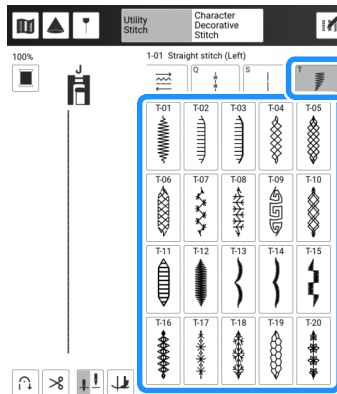 Utility
Stitch
Character
Decorative
Stitch
100%
1-01 Straight stitch (Left)
J
Q
S
T
T-01 T-02 T-03 T-04 T-05
T-06 T-07 T-08 T-09 T-10
T-11 T-12 T-13 T-14 T-15
T-16 T-17 T-18 T-19 T-20